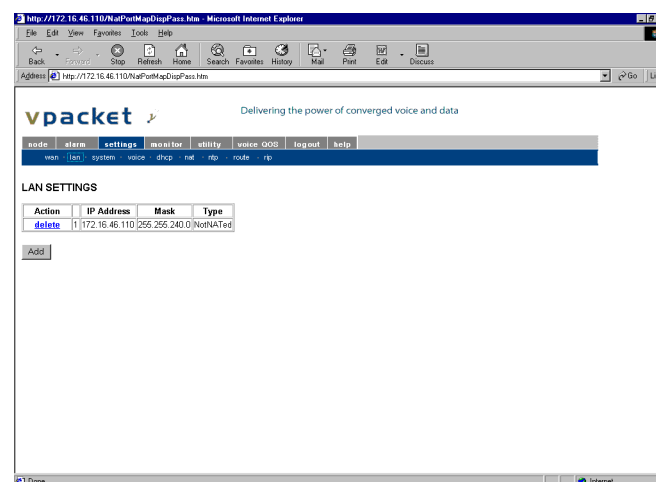 http://172.16.46.110/NatPortMapDispPass.htm - Microsoft Internet Explorer
File Edit View Favorites Tools Help
Back Forward Stop Refresh Home Search Favorites History Mail Print Edit Discuss
Address http://172.16.46.110/NatPortMapDispPass.htm Go Li
vpacket Delivering the power of converged voice and data
node alarm settings monitor utility voice QOS logout help
wan lan system voice dhcp nat ntp route rip
LAN SETTINGS
Action IP Address Mask Type
delete 1 172.16.46.110 255.255.240.0 NotNATed
Add
Done Internet